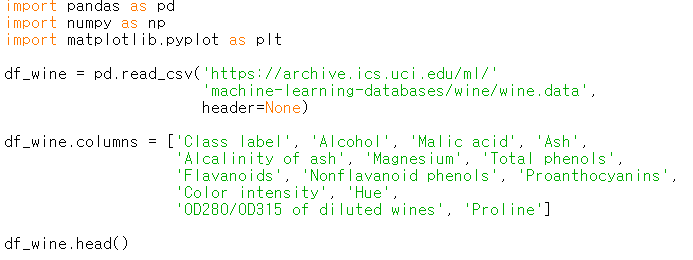 import pandas as pd
import numpy as np
import matplotlib.pyplot as plt
df_wine = pd.read_csv('https://archive.ics.uci.edu/ml/'
'machine-learning-databases/wine/wine.data',
header=None)
df_wine.columns = ['Class label', 'Alcohol', 'Malic acid', 'Ash',
'Alcalinity of ash', 'Magnesium', 'Total phenols',
'Flavanoids', 'Nonflavanoid phenols', 'Proanthocyanins',
'Color intensity', 'Hue',
'OD280/OD315 of diluted wines', 'Proline']
df_wine.head()